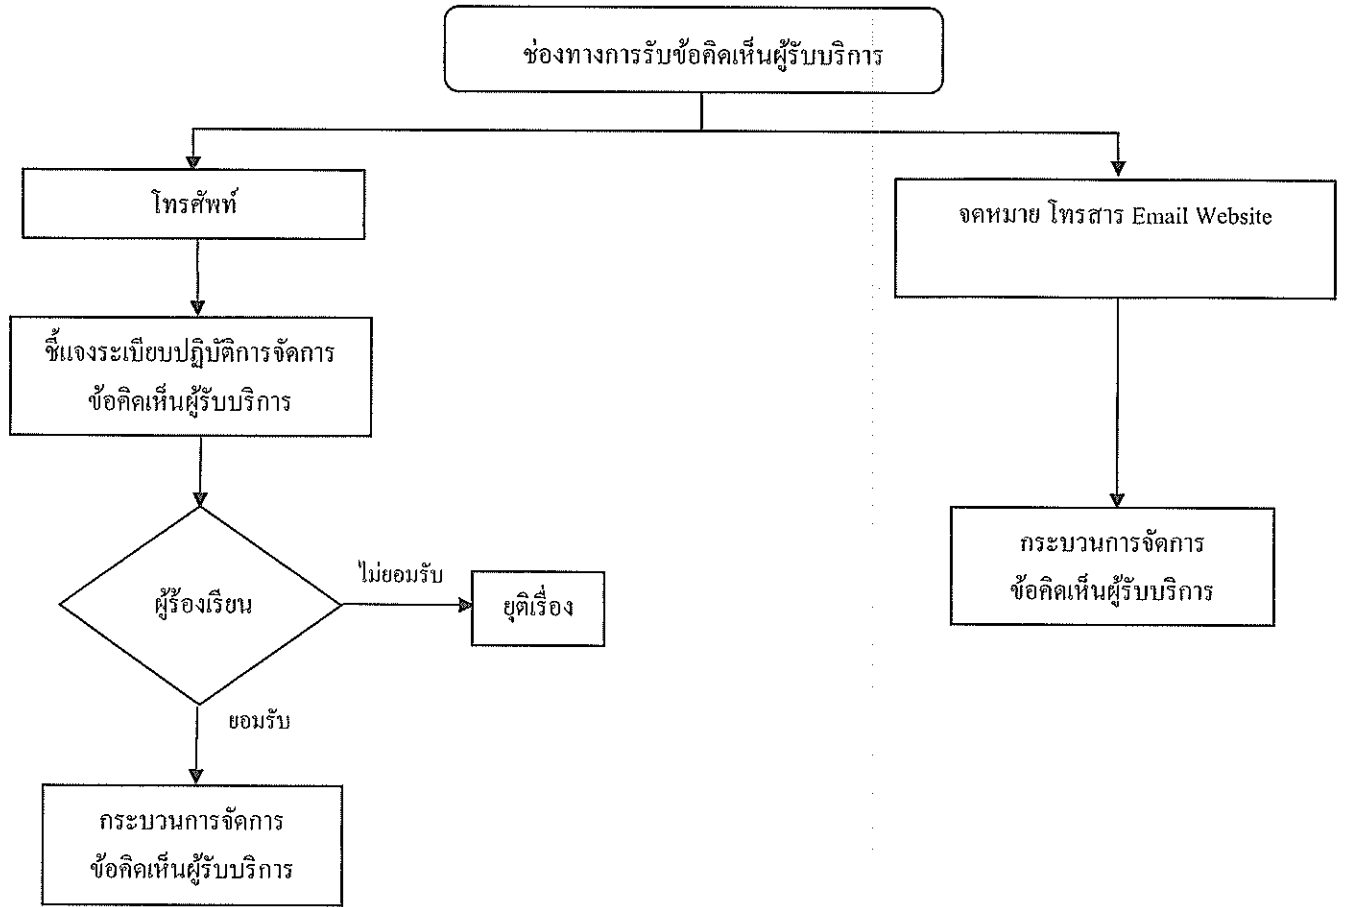 ช่องทางการรับข้อคิดเห็นผู้รับบริการ
โทรศัพท์
จดหมาย โทรสาร Email Website
ชี้แจงระเบียบปฏิบัติการจัดการ
ข้อคิดเห็นผู้รับบริการ
ผู้ร้องเรียน
ไม่ยอมรับ
ยุติเรื่อง
กระบวนการจัดการ
ข้อคิดเห็นผู้รับบริการ
ยอมรับ
กระบวนการจัดการ
ข้อคิดเห็นผู้รับบริการ